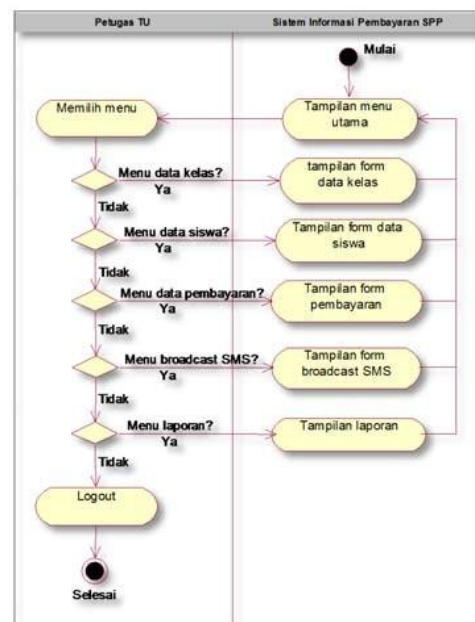 Petugas TU
Sistem Informasi Pembayaran SPP
Mulai
Memilih menu
Tampilan menu
utama
Menu data kelas?
Ya
tampilan form
data kelas
Tidak
Menu data siswa?
Ya
Tampilan form data
siswa
Tidak
Menu data pembayaran?
Ya
Tampilan form
pembayaran
Tidak
Menu broadcast SMS?
Ya
Tampilan form
broadcast SMS
Tidak
Menu laporan?
Ya
Tampilan laporan
Tidak
Logout
Selesai